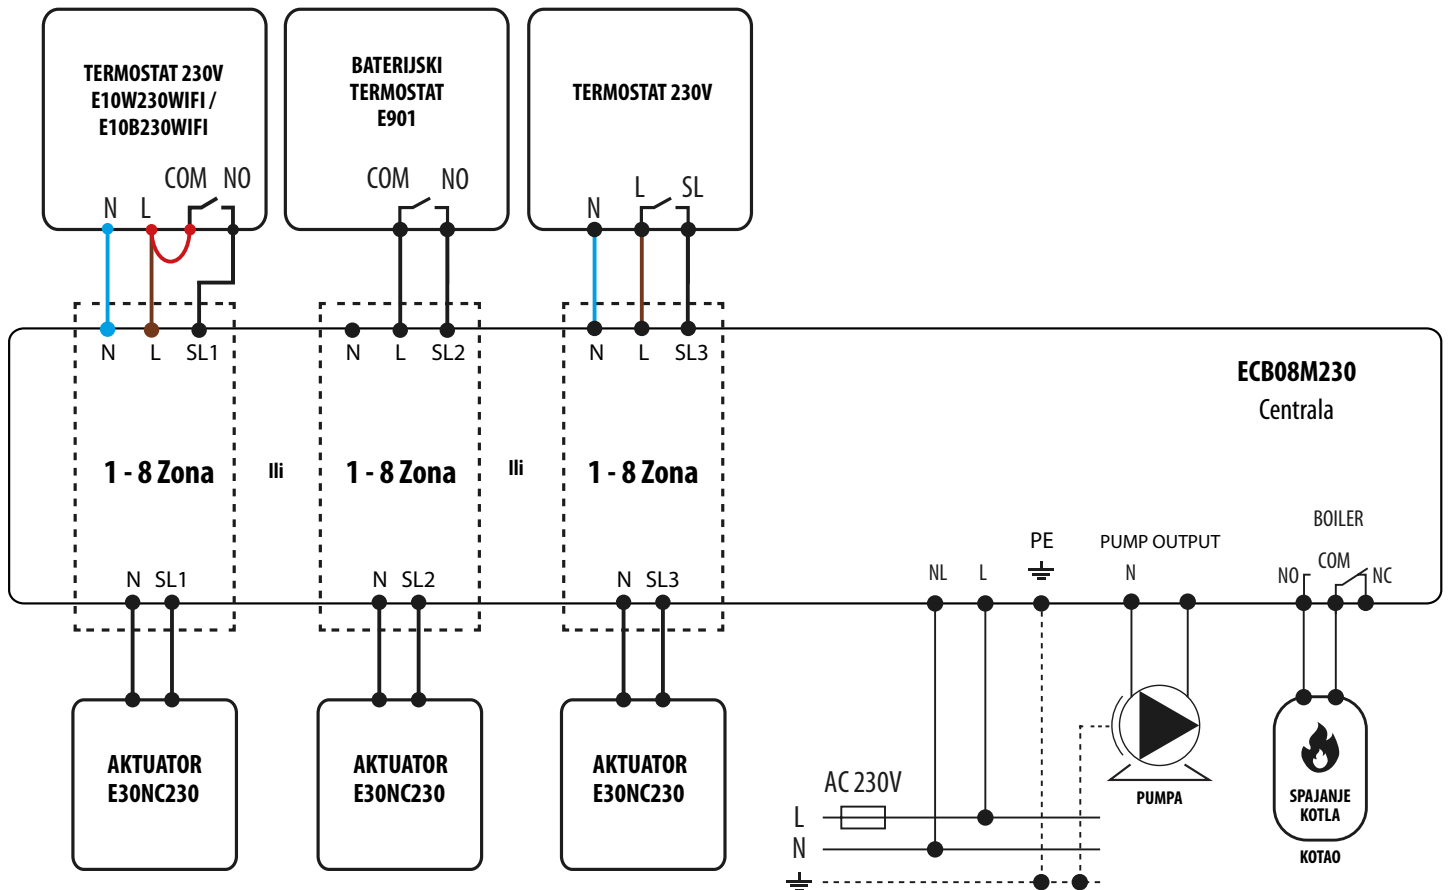 TERMOSTAT 230V
E10W230WIFI /
E10B230WIFI
COM NO
N L
BATERIJSKI
TERMOSTAT
E901
COM NO
TERMOSTAT 230V
L SL
N
N L SL1
N L SL2
N L SL3
ECB08M230
Centrala
1 - 8 Zona
Ili
1 - 8 Zona
Ili
1 - 8 Zona
N SL1
N SL2
N SL3
NL
L
PE
PUMP OUTPUT
N
BOILER
NO
COM
NC
AKTUATOR
E30NC230
AKTUATOR
E30NC230
AKTUATOR
E30NC230
AC 230V
L
N
PUMPA
SPAJANJE
KOTLA
KOTAO